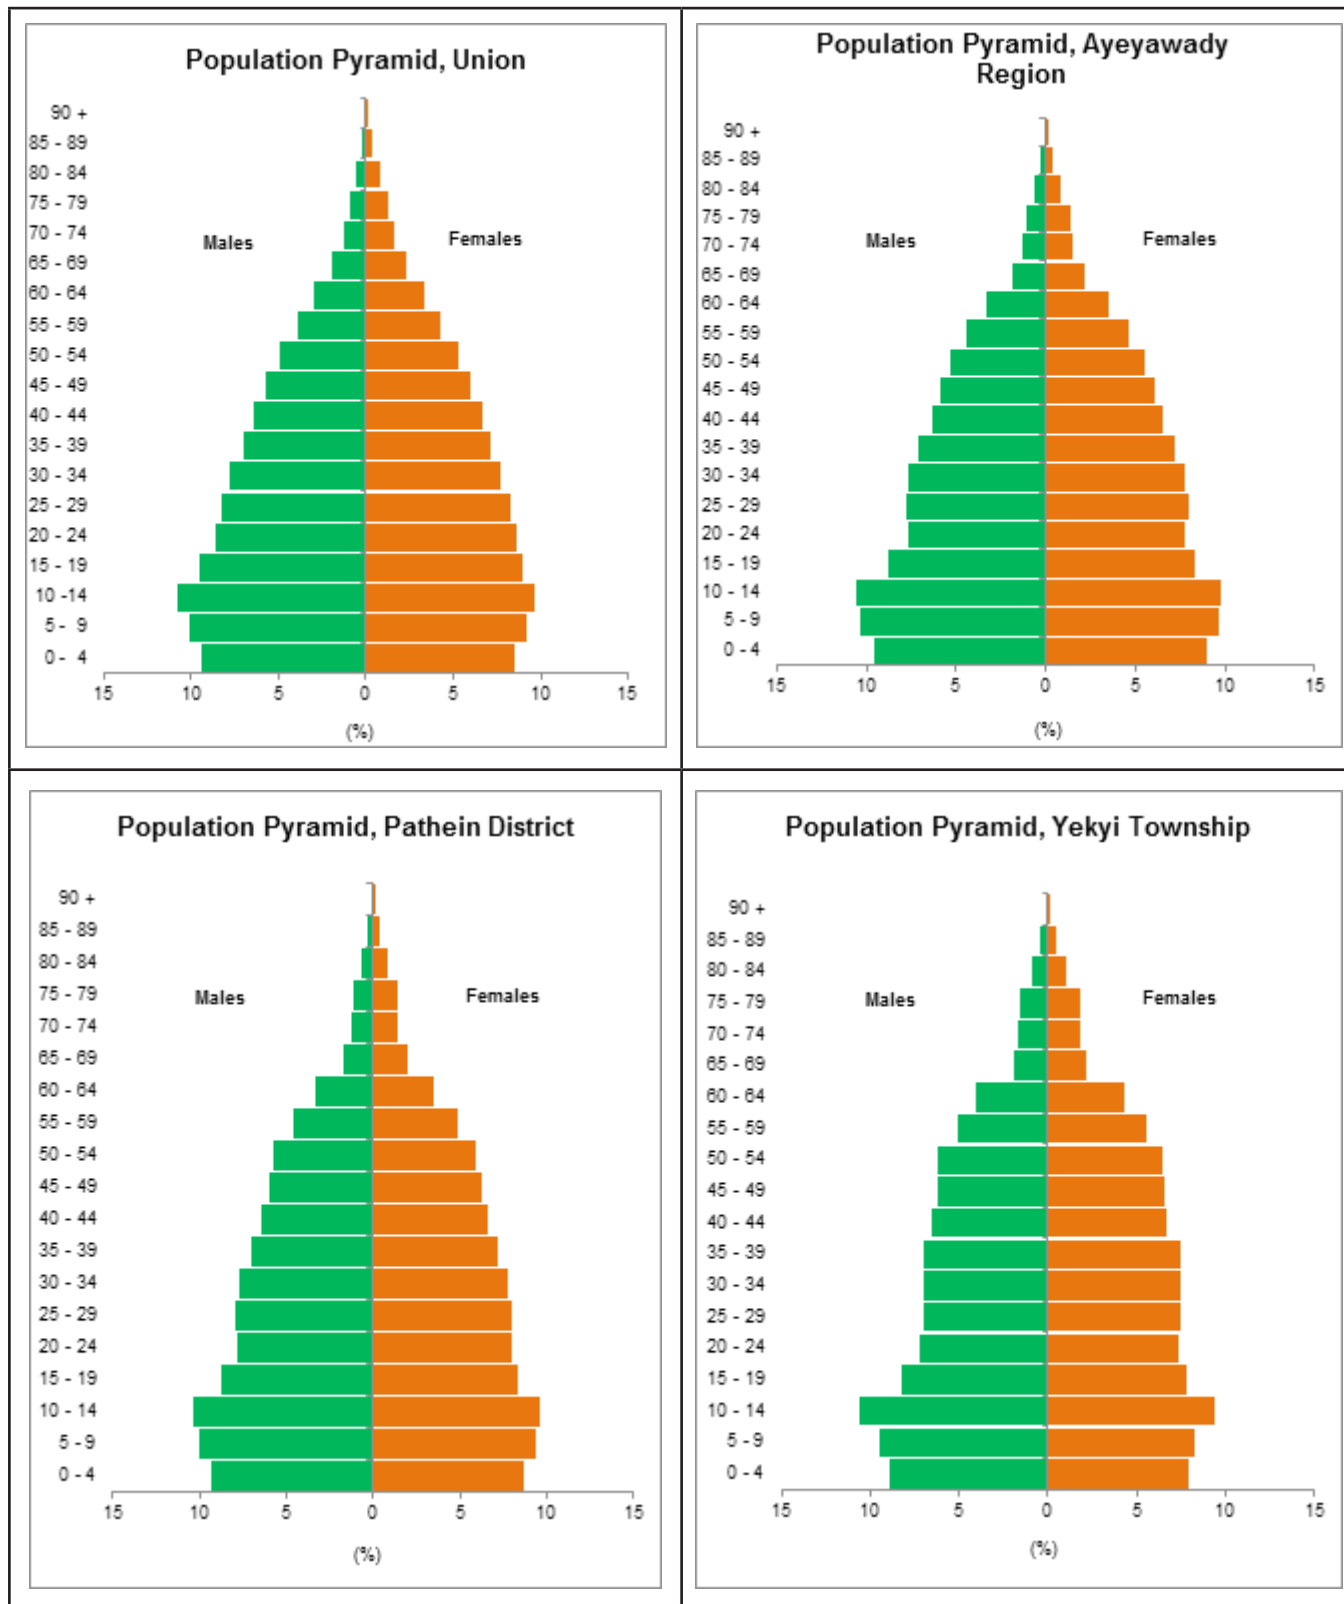 Population Pyramid, Union
90 +
85 - 89
80 - 84
75 - 79
70 - 74
65 - 69
60 - 64
55 - 59
50 - 54
45 - 49
40 - 44
35 - 39
30 - 34
25 - 29
20 - 24
15 - 19
10 -14
5 - 9
0 - 4
Males
Females
15 10 5 0 5 10 15
(%)
Population Pyramid, Ayeyawady
Region
90 +
85 - 89
80 - 84
75 - 79
70 - 74
65 - 69
60 - 64
55 - 59
50 - 54
45 - 49
40 - 44
35 - 39
30 - 34
25 - 29
20 - 24
15 - 19
10 - 14
5 - 9
0 - 4
Males
Females
15 10 5 0 5 10 15
(%)
Population Pyramid, Pathein District
90 +
85 - 89
80 - 84
75 - 79
70 - 74
65 - 69
60 - 64
55 - 59
50 - 54
45 - 49
40 - 44
35 - 39
30 - 34
25 - 29
20 - 24
15 - 19
10 - 14
5 - 9
0 - 4
Males
Females
15 10 5 0 5 10 15
(%)
Population Pyramid, Yekyi Township
90 +
85 - 89
80 - 84
75 - 79
70 - 74
65 - 69
60 - 64
55 - 59
50 - 54
45 - 49
40 - 44
35 - 39
30 - 34
25 - 29
20 - 24
15 - 19
10 - 14
5 - 9
0 - 4
Males
Females
15 10 5 0 5 10 15
(%)